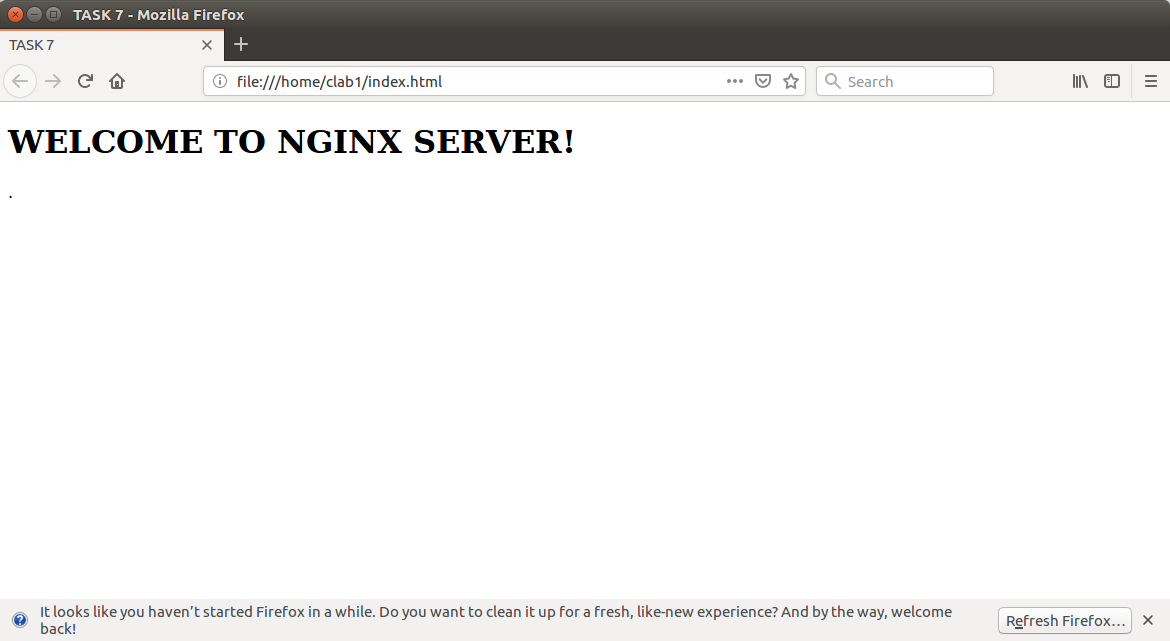 TASK 7 - Mozilla Firefox
TASK 7
file:///home/clab1/index.html
Search
WELCOME TO NGINX SERVER!
.
It looks like you haven’t started Firefox in a while. Do you want to clean it up for a fresh, like-new experience? And by the way, welcome
back!
Refresh Firefox…